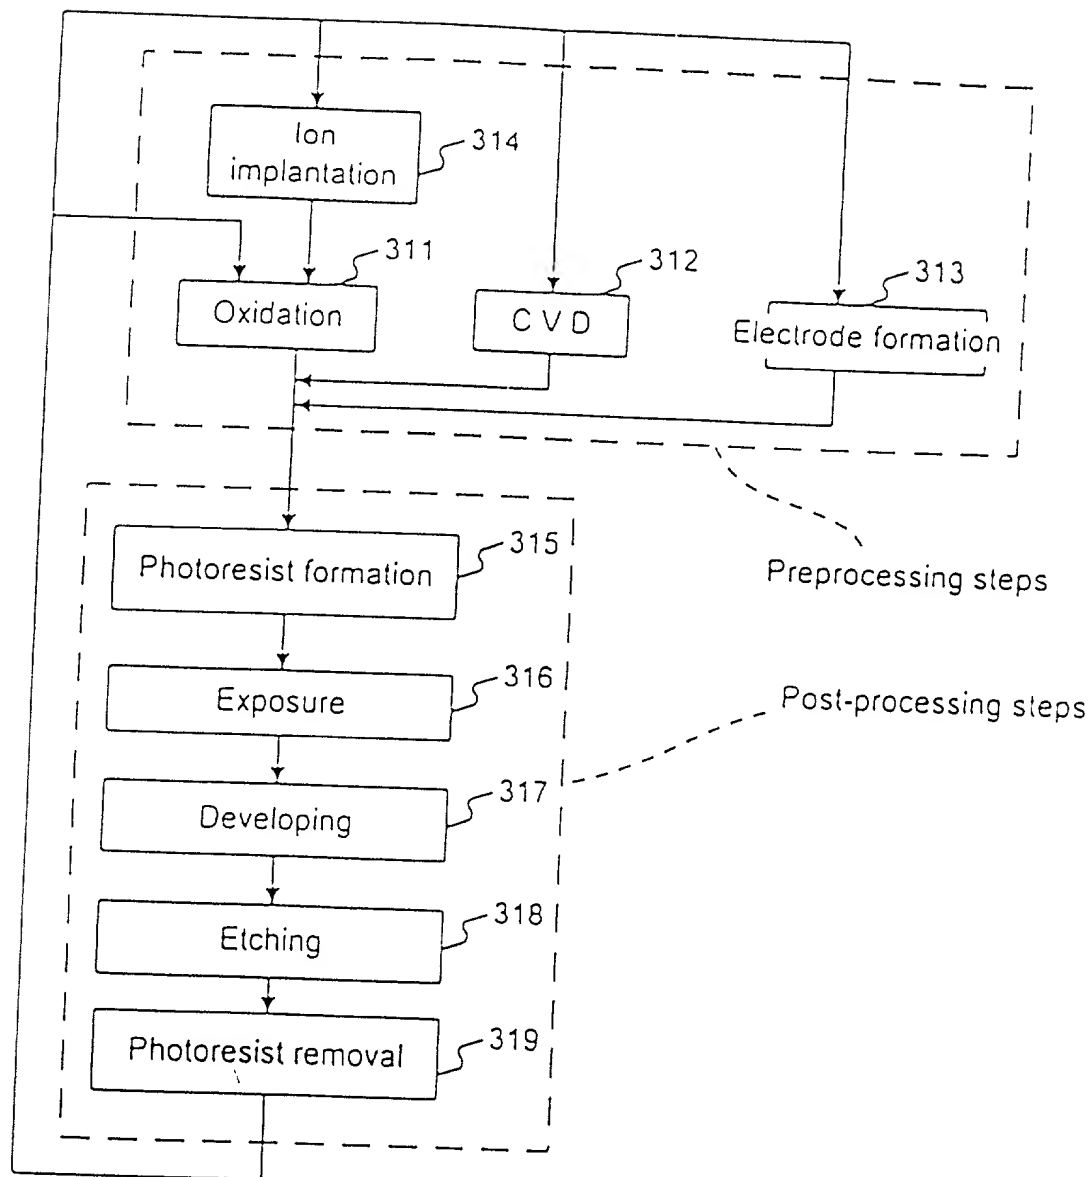 Ion
implantation
314
311
Oxidation
312
C V D
313
Electrode formation
Preprocessing steps
315
Photoresist formation
316
Exposure
Post-processing steps
317
Developing
318
Etching
319
Photoresist removal